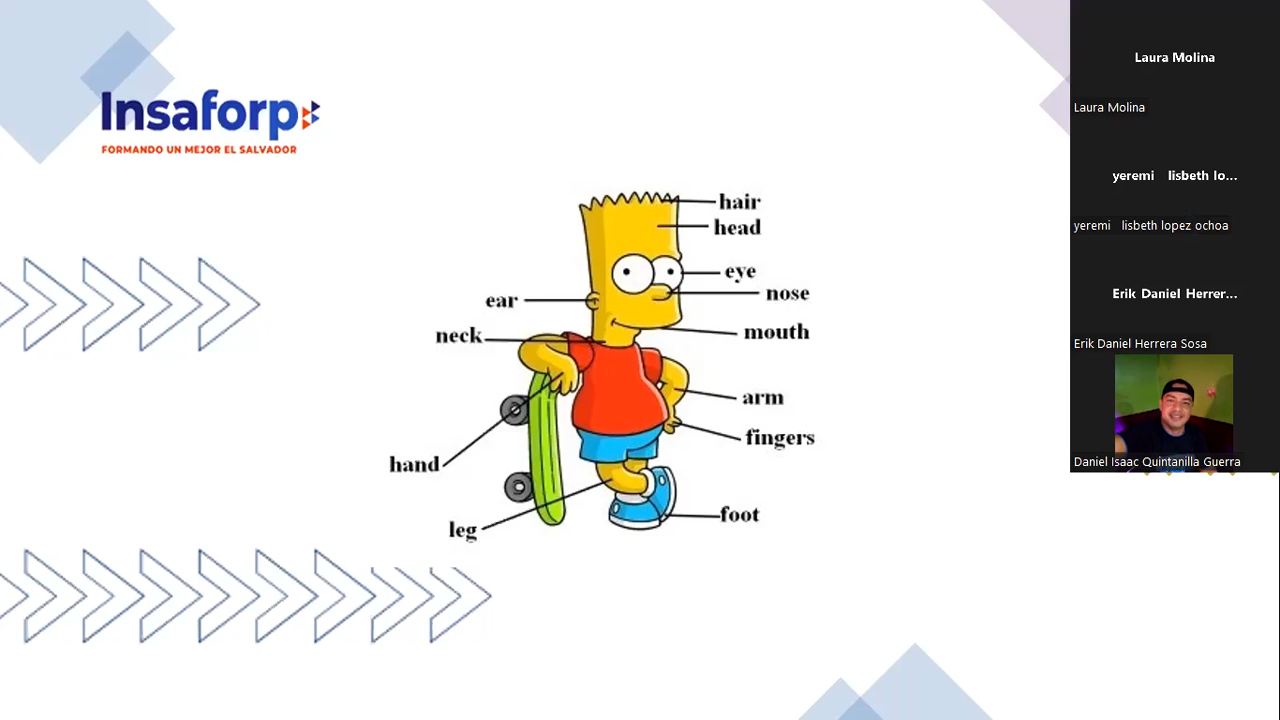 Insaforp
FORMANDO UN MEJOR EL SALVADOR
hair
head
eye
nose
ear
mouth
neck
arm
fingers
hand
foot
leg
Laura Molina
Laura Molina
yeremi lisbeth lo...
yeremi lisbeth lopez ochoa
Erik Daniel Herrer...
Erik Daniel Herrera Sosa
Daniel Isaac Quintanilla Guerra